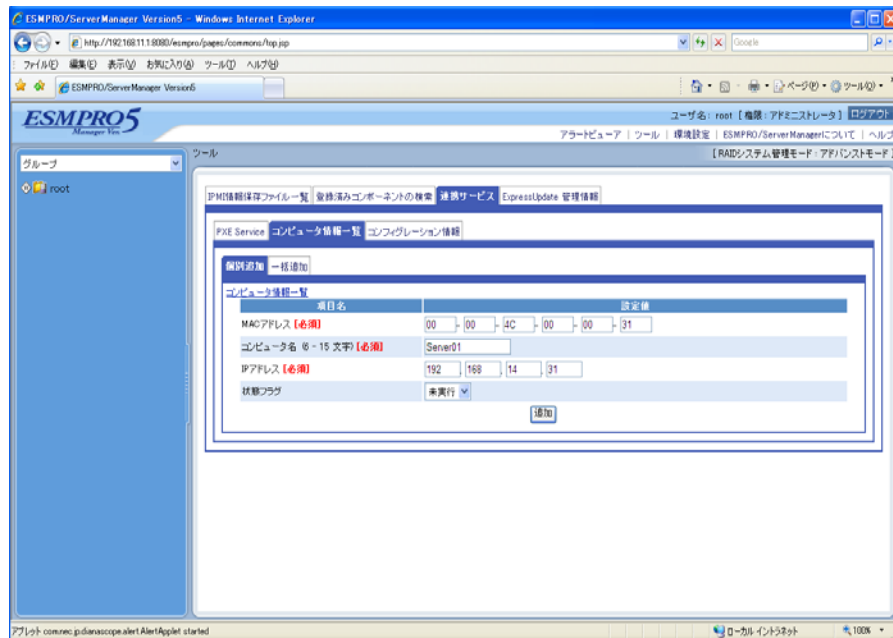 ESMPRO/ServerManager Version5 - Windows Internet Explorer
http://192.168.11.1:8080/esmpro/pages/commons/top.jsp
Google
ファイル(F) 編集(E) 表示(V) お気に入り(A) ツール(T) ヘルプ(H)
ESMPRO/ServerManager Version5
ページ(P) ツール(O)
ESMPRO5
Manager Ver.
ユーザ名: root [ 権限 : アドミニストレータ ] ログアウト
アラートビューア | ツール | 環境設定 | ESMPRO/ServerManagerについて | ヘルプ
グループ
ツール
[ RAIDシステム管理モード : アドバンストモード ]
root
IPMI情報保存ファイル一覧 登録済みコンポーネントの検索 連携サービス ExpressUpdate 管理情報
PXE Service コンピュータ情報一覧 コンフィグレーション情報
個別追加 一括追加
コンピュータ情報一覧
項目名 設定値
MACアドレス [必須] 00 - 00 - 4C - 00 - 00 - 31
コンピュータ名 (6 - 15 文字) [必須] Server01
IPアドレス [必須] 192 . 168 . 14 . 31
状態フラグ 未実行
追加
アプレット com.nec.jp.dianascope.alert.AlertApplet started
ローカル イントラネット
100%